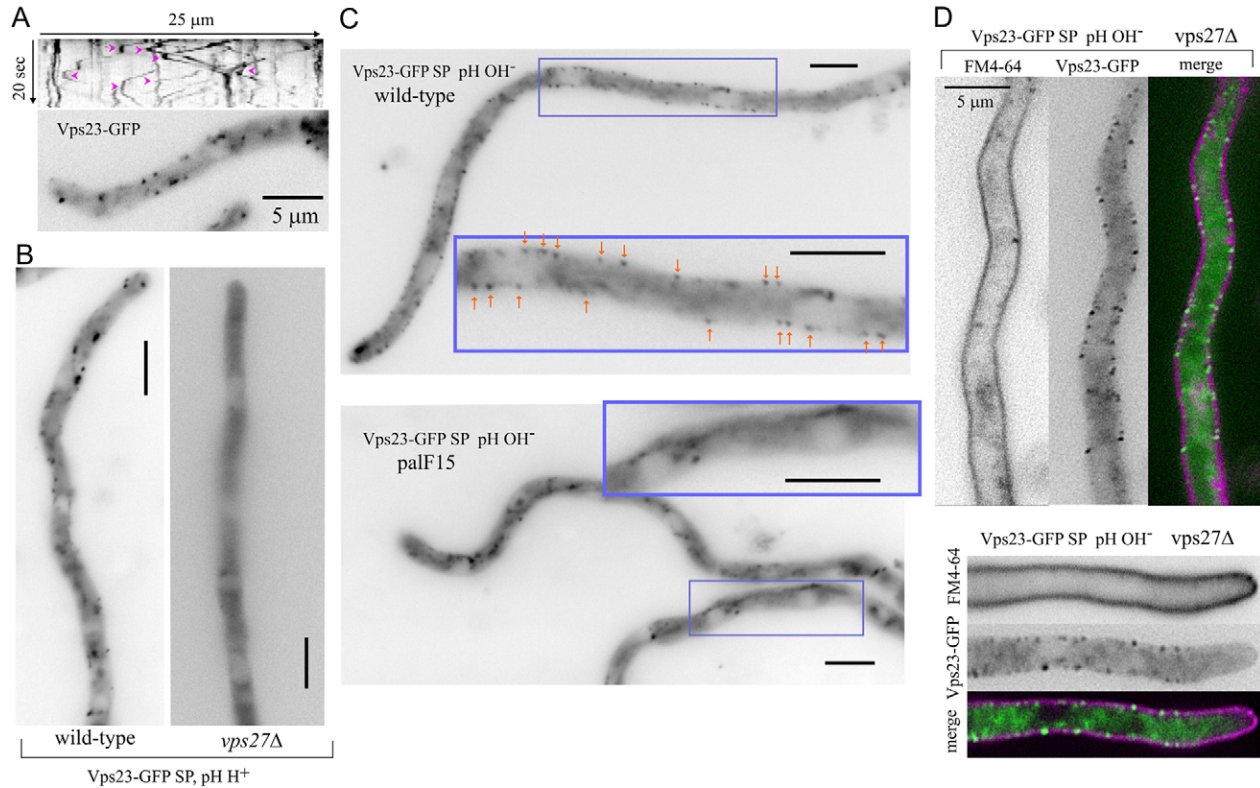 A
25 μm
20 sec
Vps23-GFP
5 μm
B
wild-type
vps27Δ
Vps23-GFP SP, pH H⁺
C
Vps23-GFP SP pH OH⁻
wild-type
Vps23-GFP SP pH OH⁻
palF15
D
Vps23-GFP SP pH OH⁻ vps27Δ
FM4-64 Vps23-GFP merge
5 μm
Vps23-GFP SP pH OH⁻ vps27Δ
FM4-64
Vps23-GFP
merge